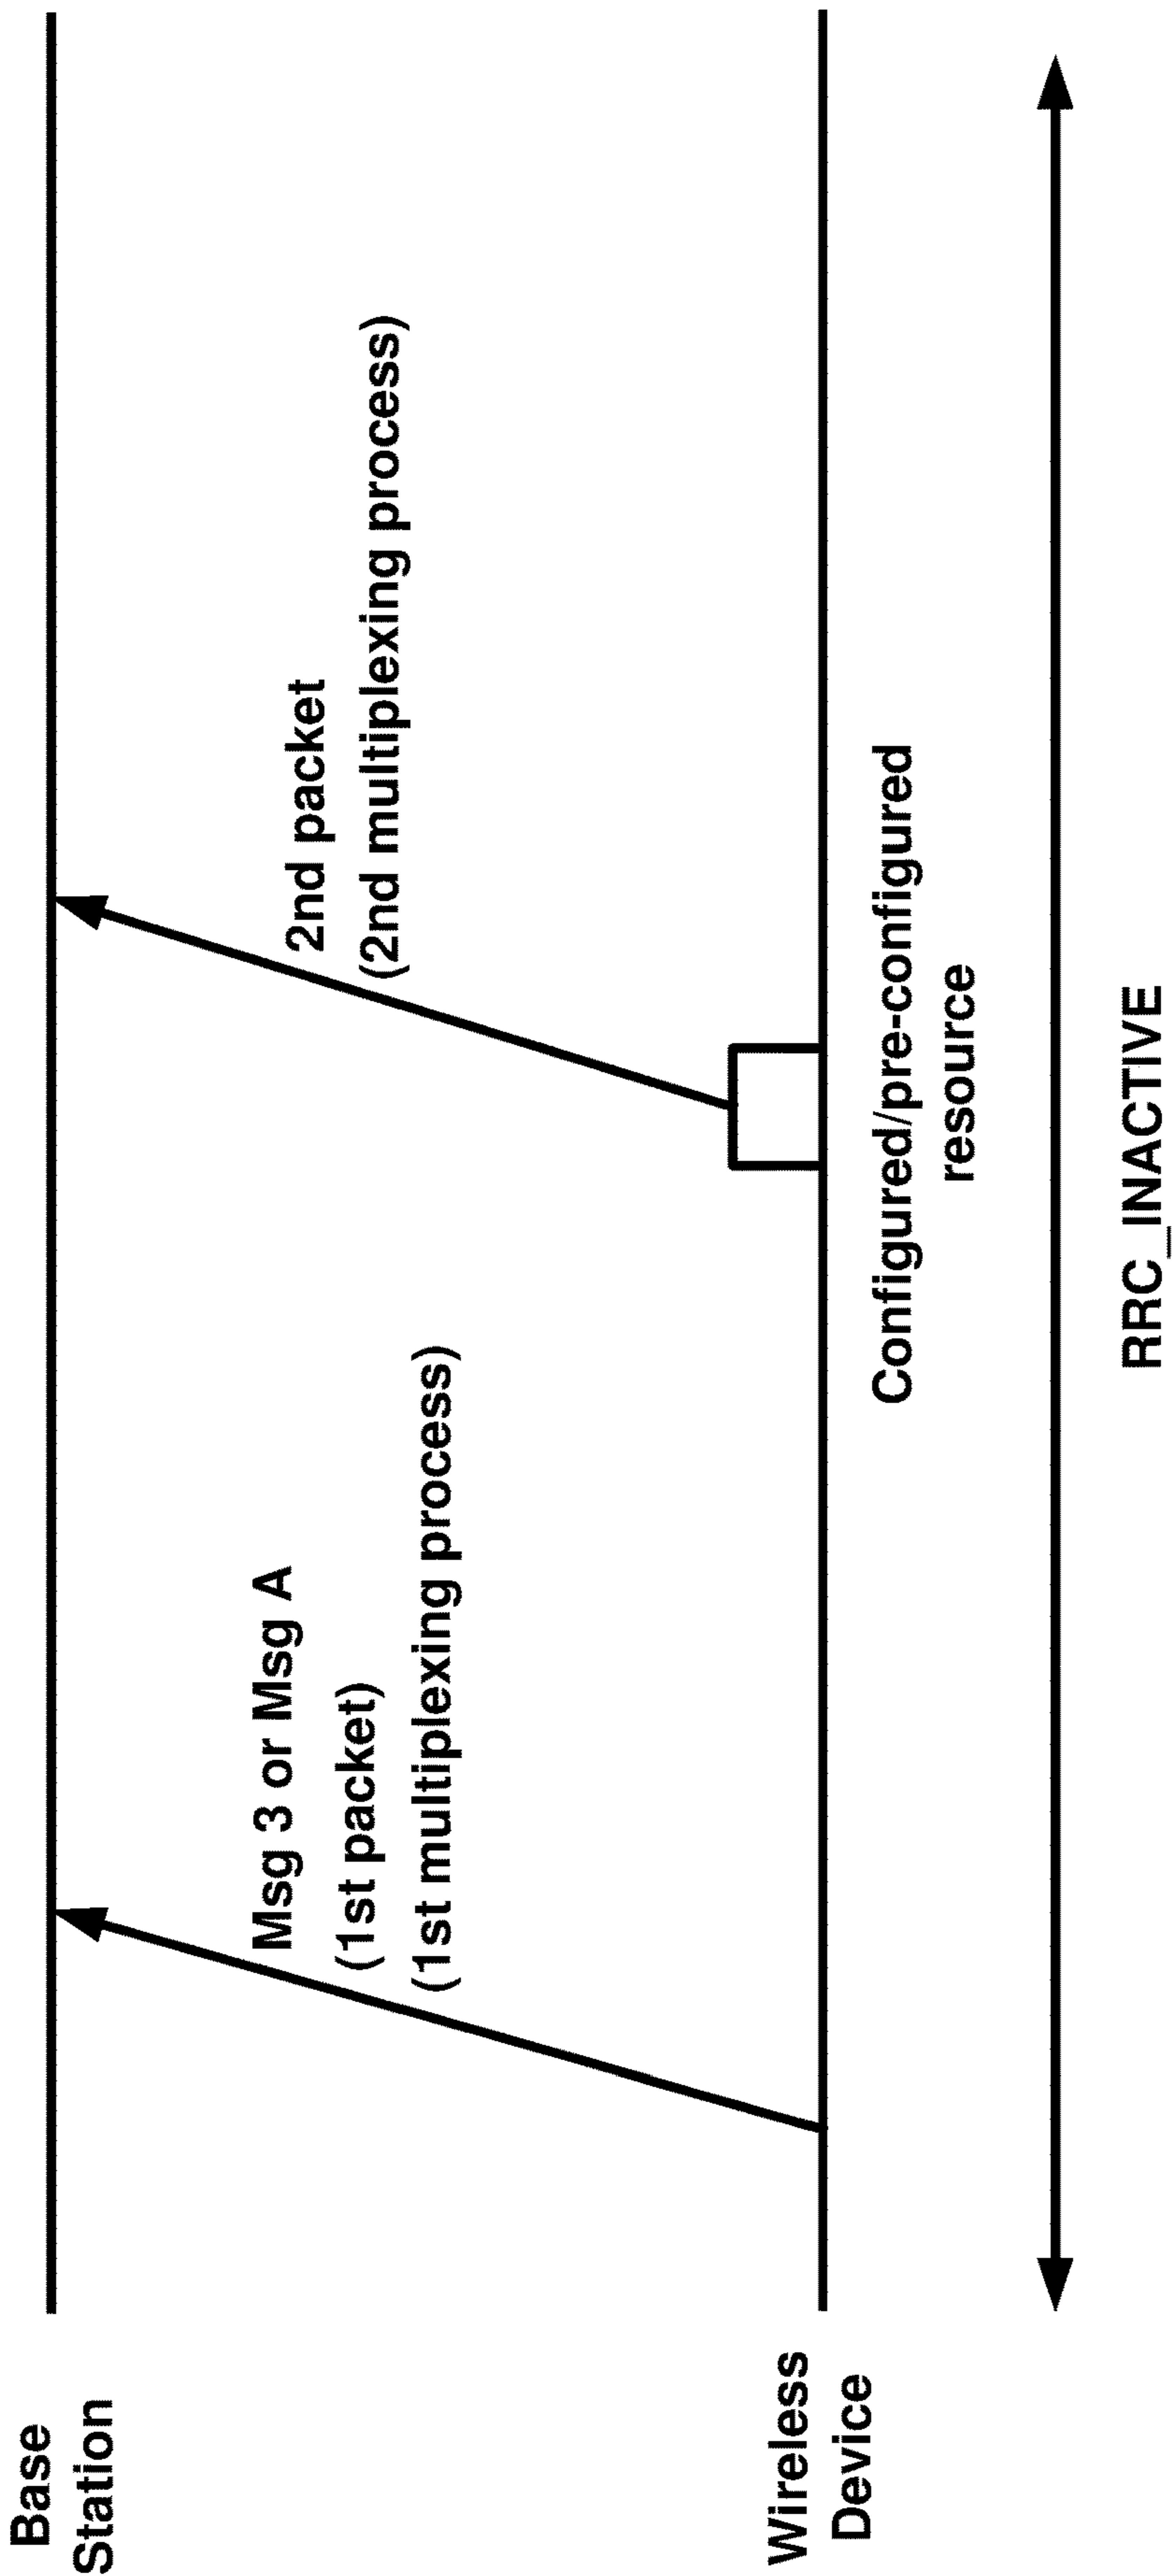 Base
Station
Msg 3 or Msg A
(1st packet)
(1st multiplexing process)
2nd packet
(2nd multiplexing process)
Wireless
Device
Configured/pre-configured
resource
RRC_INACTIVE